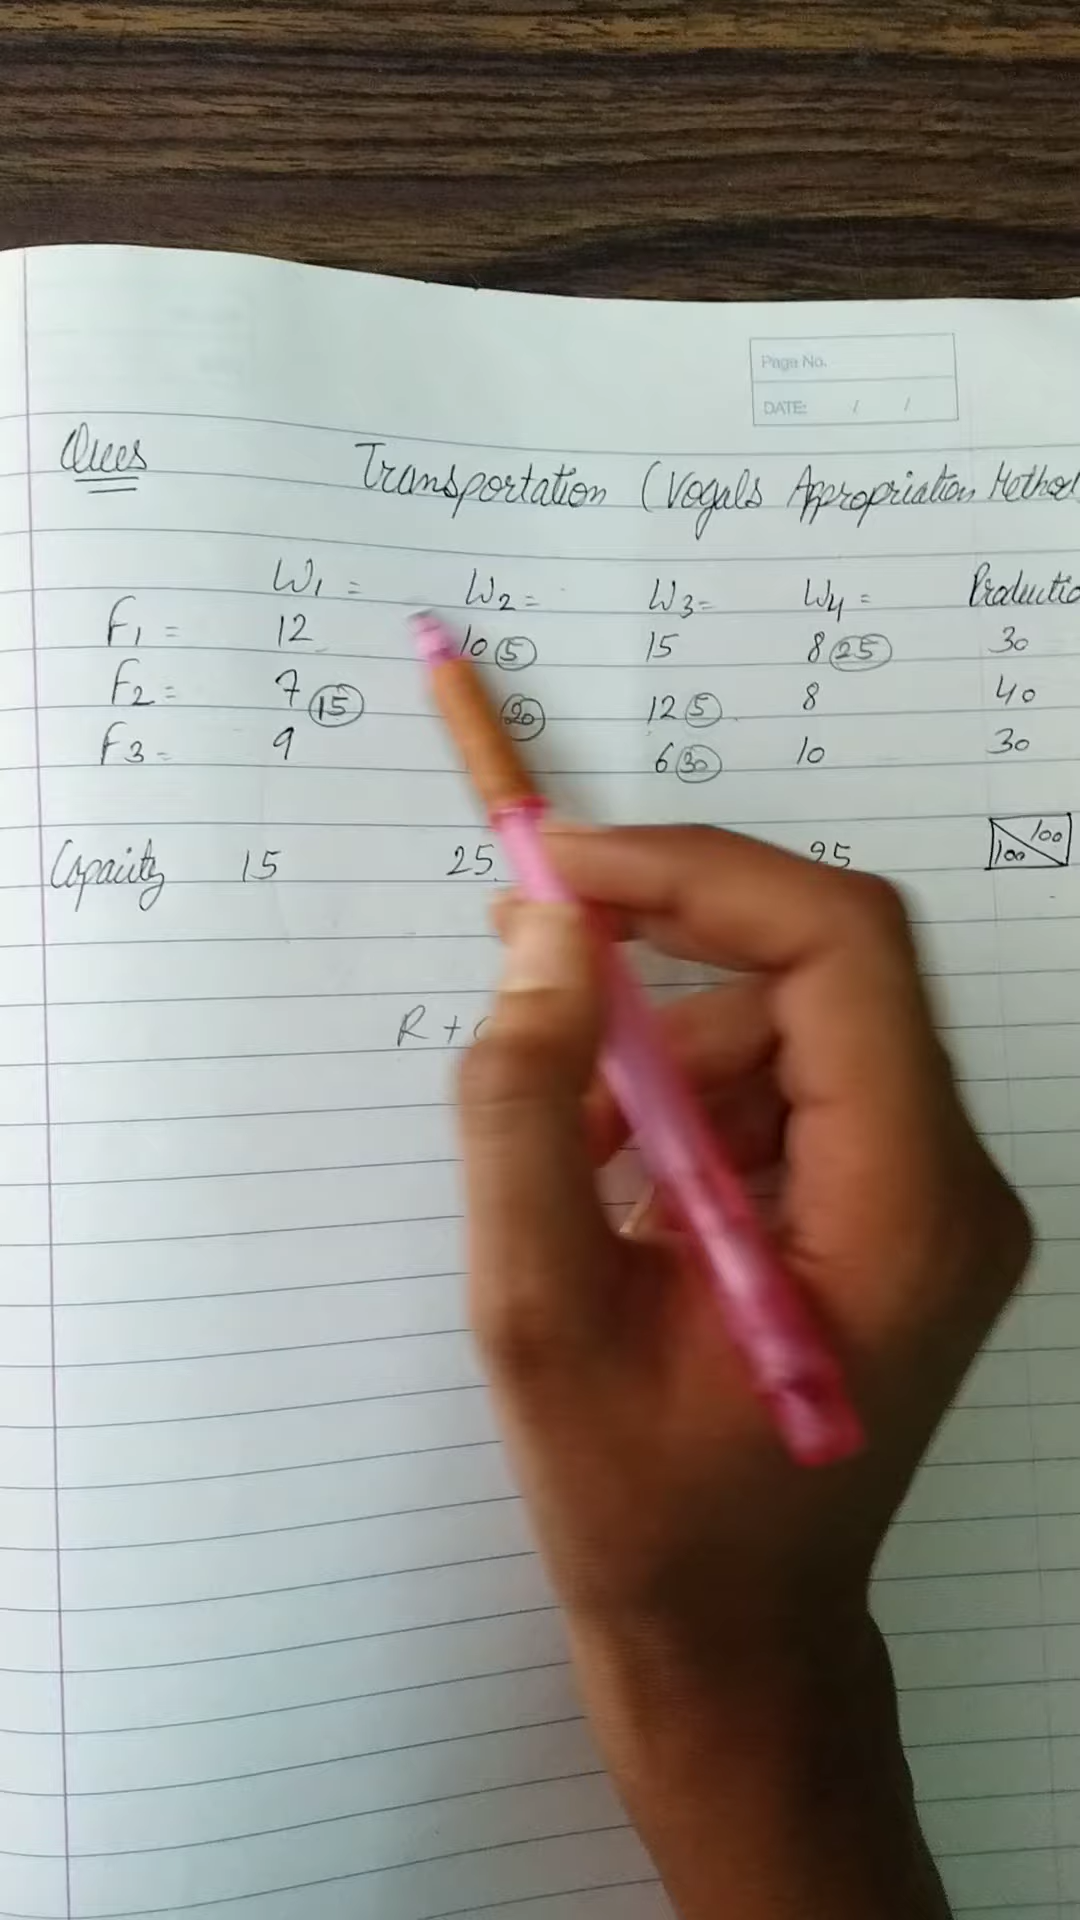 Page No.
DATE: / /
Ques Transportation (Vogals Appropriation Method
W1 = W2 = W3 = W4 = Productio
F1 = 12 10 (5) 15 8 (25) 30
F2 = 7 (15) (20) 12 (5) 8 40
F3 = 9 6 (30) 10 30
Capacity 15 25 25 100 100
R +